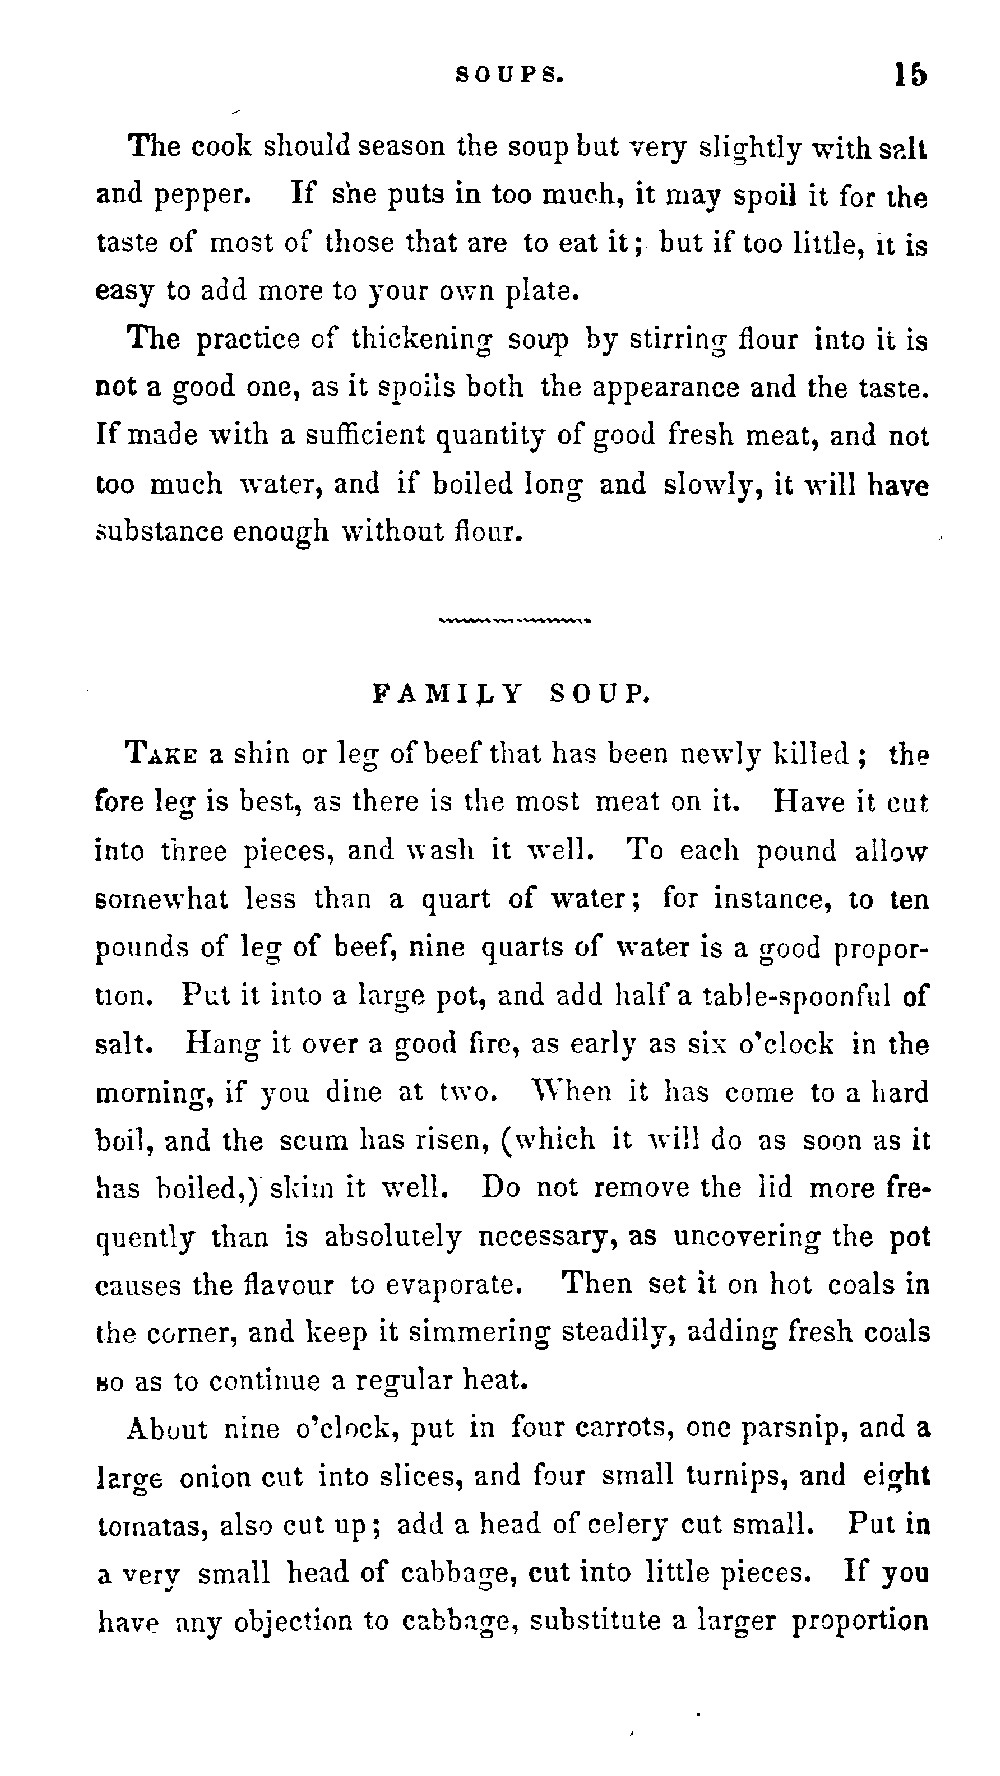 SOUPS. 15
The cook should season the soup but very slightly with salt
and pepper. If she puts in too much, it may spoil it for the
taste of most of those that are to eat it; but if too little, it is
easy to add more to your own plate.
The practice of thickening soup by stirring flour into it is
not a good one, as it spoils both the appearance and the taste.
If made with a sufficient quantity of good fresh meat, and not
too much water, and if boiled long and slowly, it will have
substance enough without flour.
FAMILY SOUP.
TAKE a shin or leg of beef that has been newly killed; the
fore leg is best, as there is the most meat on it. Have it cut
into three pieces, and wash it well. To each pound allow
somewhat less than a quart of water; for instance, to ten
pounds of leg of beef, nine quarts of water is a good propor-
tion. Put it into a large pot, and add half a table-spoonful of
salt. Hang it over a good fire, as early as six o'clock in the
morning, if you dine at two. When it has come to a hard
boil, and the scum has risen, (which it will do as soon as it
has boiled,) skim it well. Do not remove the lid more fre-
quently than is absolutely necessary, as uncovering the pot
causes the flavour to evaporate. Then set it on hot coals in
the corner, and keep it simmering steadily, adding fresh coals
so as to continue a regular heat.
About nine o'clock, put in four carrots, one parsnip, and a
large onion cut into slices, and four small turnips, and eight
tomatas, also cut up; add a head of celery cut small. Put in
a very small head of cabbage, cut into little pieces. If you
have any objection to cabbage, substitute a larger proportion